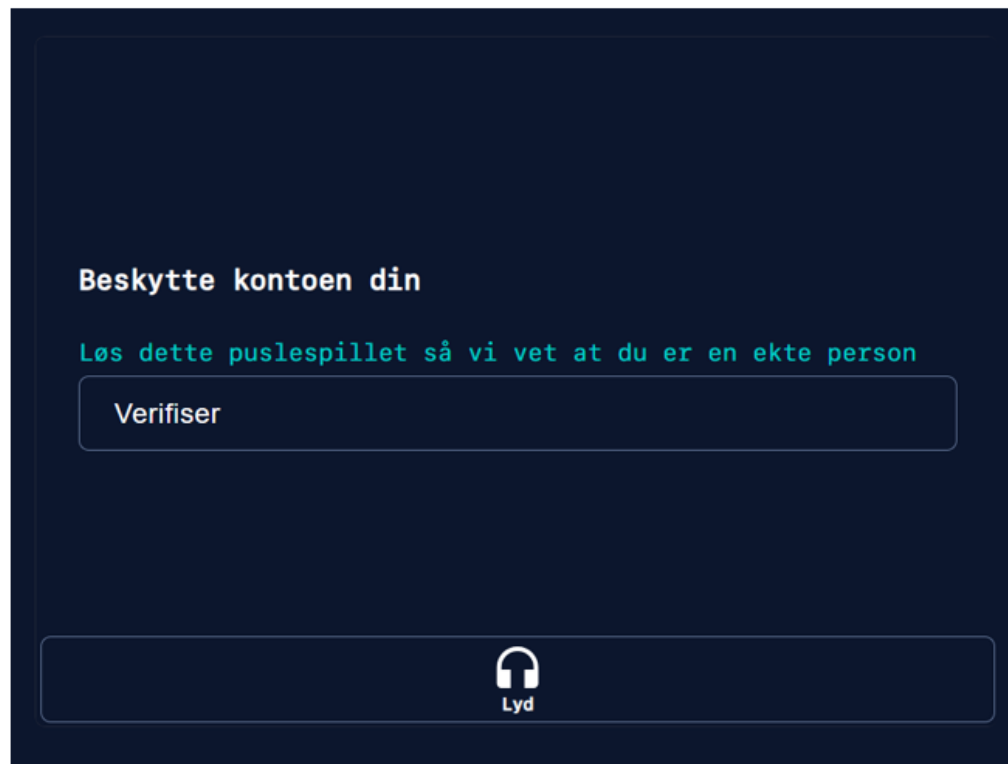 Beskytte kontoen din
Løs dette puslespillet så vi vet at du er en ekte person
Verifiser
Lyd